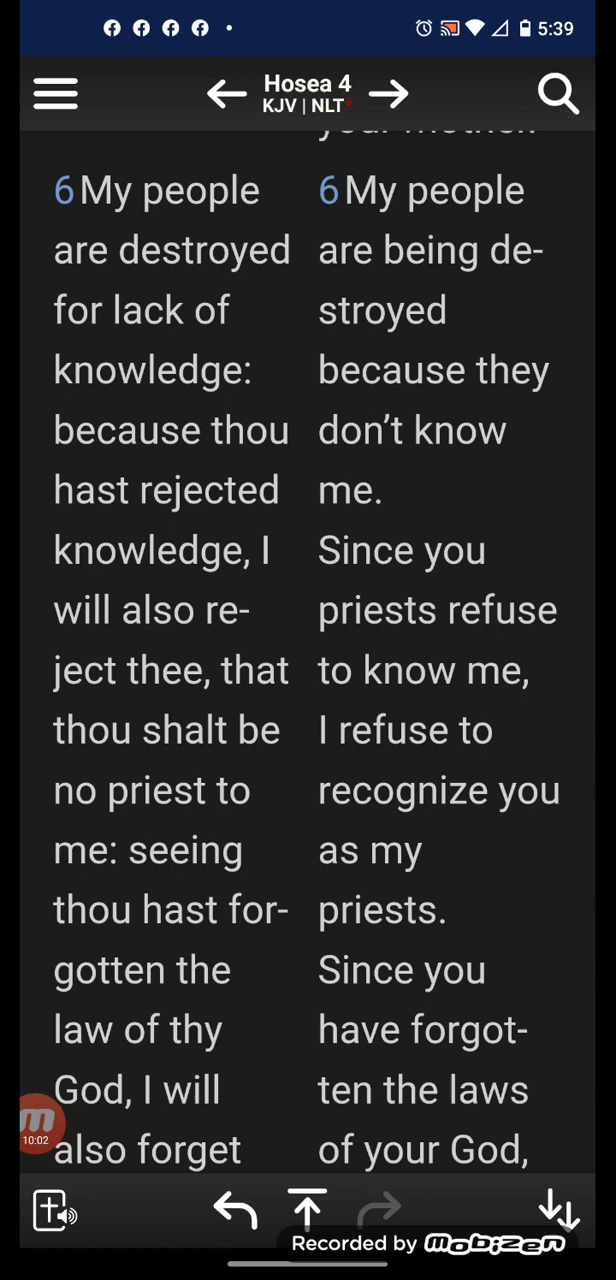 5:39
Hosea 4
KJV | NLT*
your mother.
6 My people
are destroyed
for lack of
knowledge:
because thou
hast rejected
knowledge, I
will also re-
ject thee, that
thou shalt be
no priest to
me: seeing
thou hast for-
gotten the
law of thy
God, I will
also forget
6 My people
are being de-
stroyed
because they
don’t know
me.
Since you
priests refuse
to know me,
I refuse to
recognize you
as my
priests.
Since you
have forgot-
ten the laws
of your God,
m
10:02
Recorded by mobizen